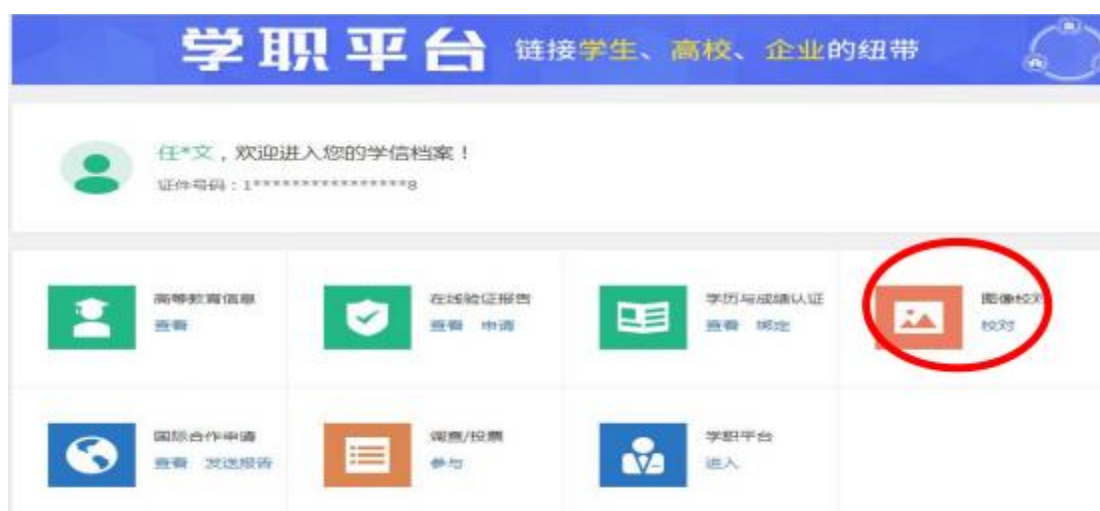 学职平台 链接学生、高校、企业的纽带
任*文，欢迎进入您的学信档案！
证件号码：1****************8
高等教育信息
查看
在线验证报告
查看 申请
学历与成绩认证
查看 绑定
图像校对
校对
国际合作申请
查看 发送报告
调查/投票
参与
学职平台
进入